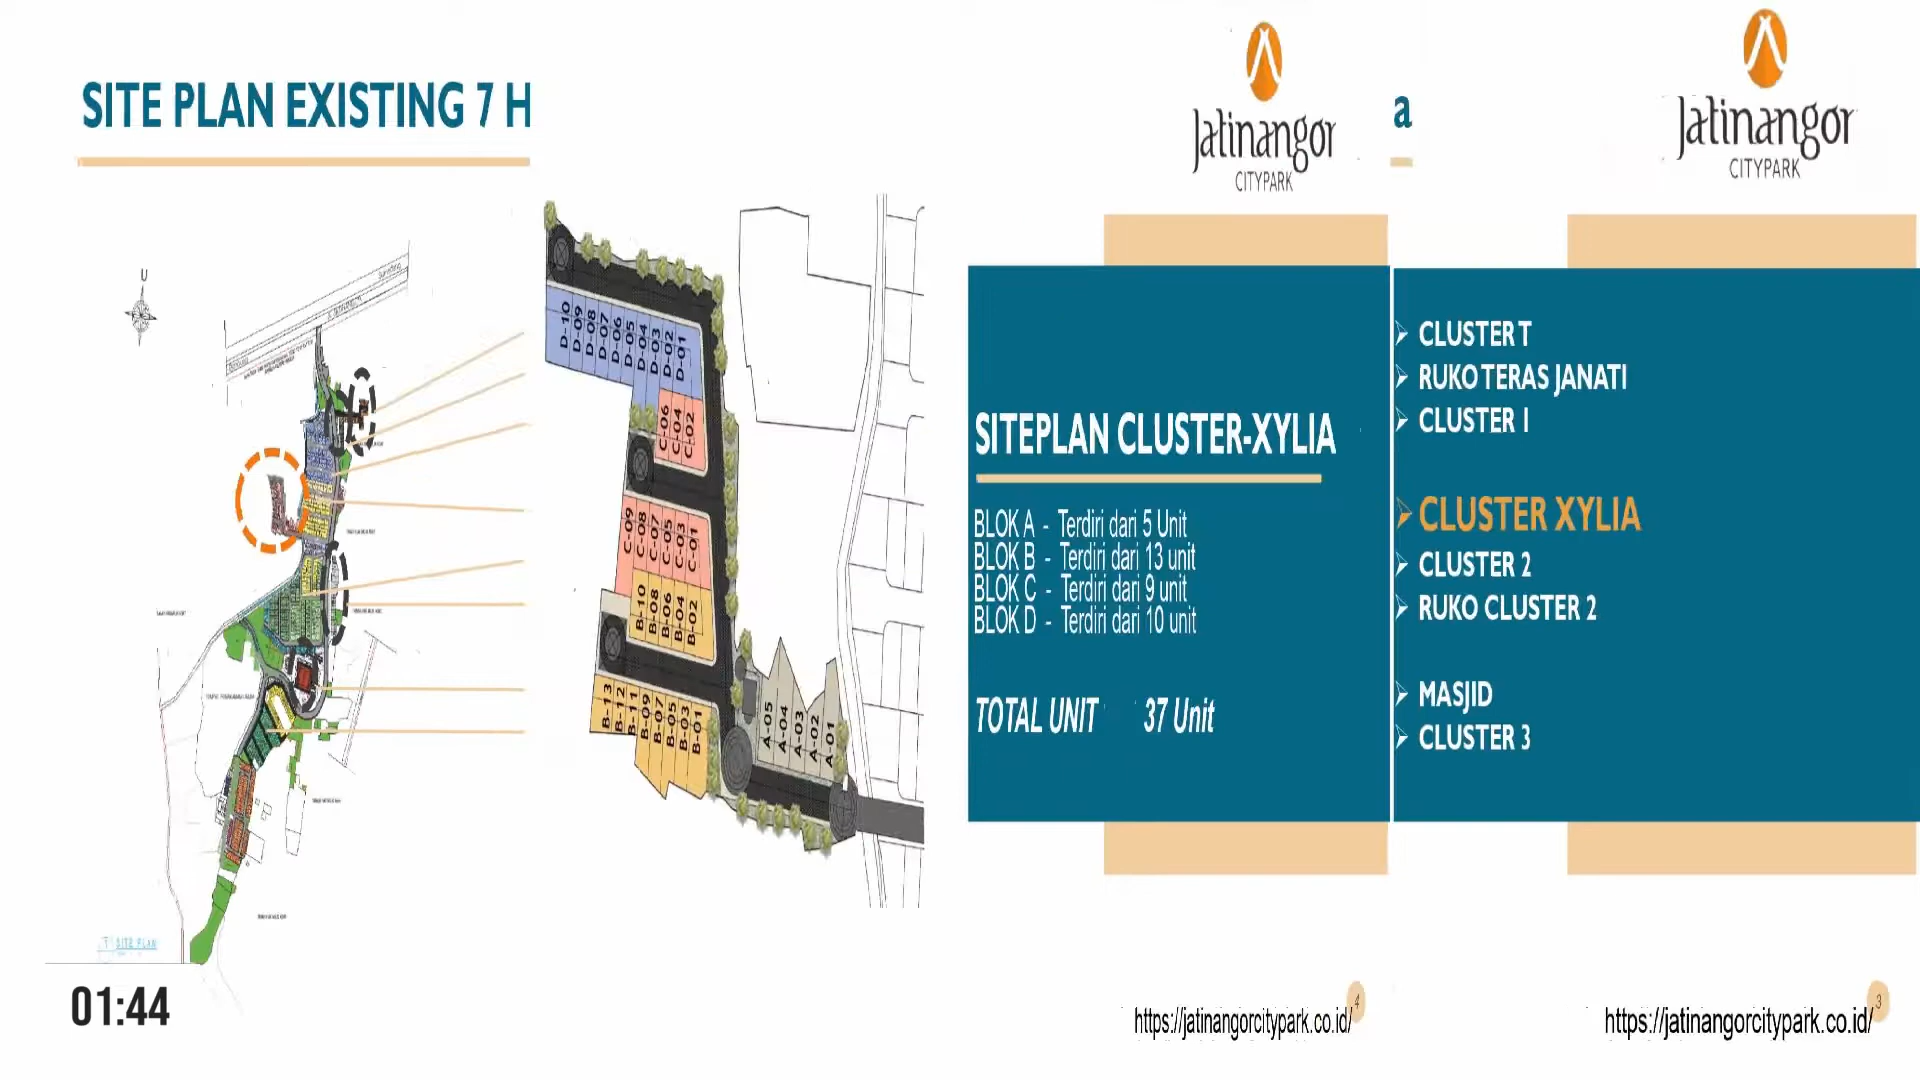 SITE PLAN EXISTING 7 H
a
Jatinangor
CITYPARK
Jatinangor
CITYPARK
U
SITE PLAN
01:44
D-10
D-09
D-08
D-07
D-06
D-05
D-04
D-03
D-02
D-01
C-06
C-04
C-02
C-09
C-08
C-07
C-05
C-03
C-01
B-10
B-08
B-06
B-04
B-02
B-13
B-12
B-11
B-09
B-07
B-05
B-03
B-01
A-05
A-04
A-03
A-02
A-01
SITEPLAN CLUSTER-XYLIA
BLOK A - Terdiri dari 5 Unit
BLOK B - Terdiri dari 13 unit
BLOK C - Terdiri dari 9 unit
BLOK D - Terdiri dari 10 unit
TOTAL UNIT 37 Unit
4
https://jatinangorcitypark.co.id/
CLUSTER T
RUKO TERAS JANATI
CLUSTER 1
CLUSTER XYLIA
CLUSTER 2
RUKO CLUSTER 2
MASJID
CLUSTER 3
3
https://jatinangorcitypark.co.id/